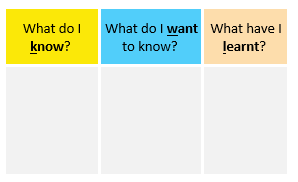 What do I
know?
What do I want
to know?
What have I
learnt?